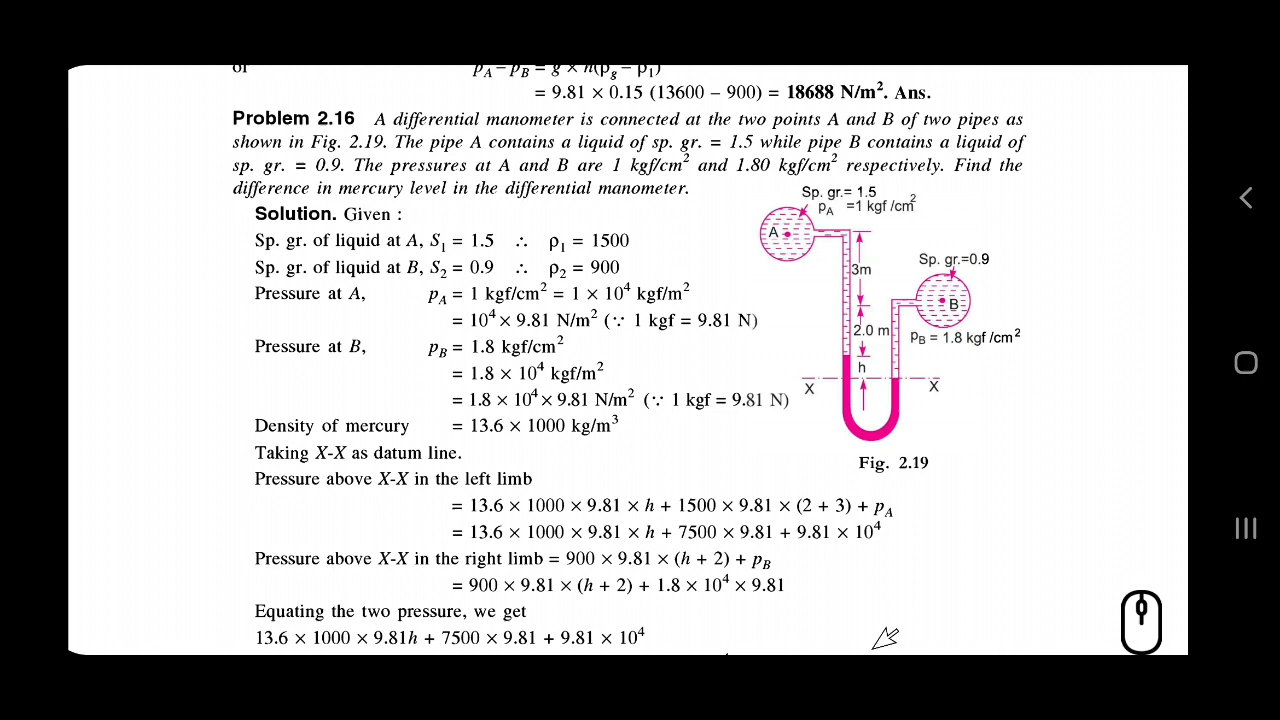 or p_A – p_B = g × h(ρ_g – ρ_1)
= 9.81 × 0.15 (13600 – 900) = 18688 N/m². Ans.
Problem 2.16 A differential manometer is connected at the two points A and B of two pipes as
shown in Fig. 2.19. The pipe A contains a liquid of sp. gr. = 1.5 while pipe B contains a liquid of
sp. gr. = 0.9. The pressures at A and B are 1 kgf/cm² and 1.80 kgf/cm² respectively. Find the
difference in mercury level in the differential manometer.
Solution. Given :
Sp. gr. of liquid at A, S₁ = 1.5 ∴ ρ₁ = 1500
Sp. gr. of liquid at B, S₂ = 0.9 ∴ ρ₂ = 900
Pressure at A, p_A = 1 kgf/cm² = 1 × 10⁴ kgf/m²
= 10⁴ × 9.81 N/m² (∵ 1 kgf = 9.81 N)
Pressure at B, p_B = 1.8 kgf/cm²
= 1.8 × 10⁴ kgf/m²
= 1.8 × 10⁴ × 9.81 N/m² (∵ 1 kgf = 9.81 N)
Density of mercury = 13.6 × 1000 kg/m³
Taking X-X as datum line.
Pressure above X-X in the left limb
= 13.6 × 1000 × 9.81 × h + 1500 × 9.81 × (2 + 3) + p_A
= 13.6 × 1000 × 9.81 × h + 7500 × 9.81 + 9.81 × 10⁴
Pressure above X-X in the right limb = 900 × 9.81 × (h + 2) + p_B
= 900 × 9.81 × (h + 2) + 1.8 × 10⁴ × 9.81
Equating the two pressure, we get
13.6 × 1000 × 9.81h + 7500 × 9.81 + 9.81 × 10⁴
Sp. gr.= 1.5
p_A =1 kgf /cm²
A
3m
Sp. gr.=0.9
B
2.0 m
p_B = 1.8 kgf /cm²
h
X
X
Fig. 2.19